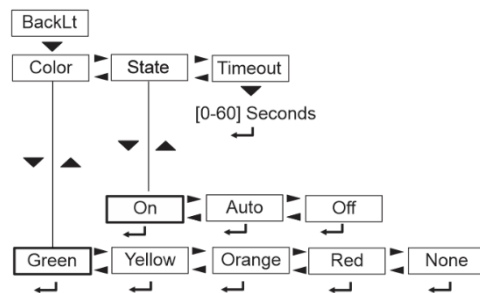 BackLt
Color State Timeout
[0-60] Seconds
On Auto Off
Green Yellow Orange Red None